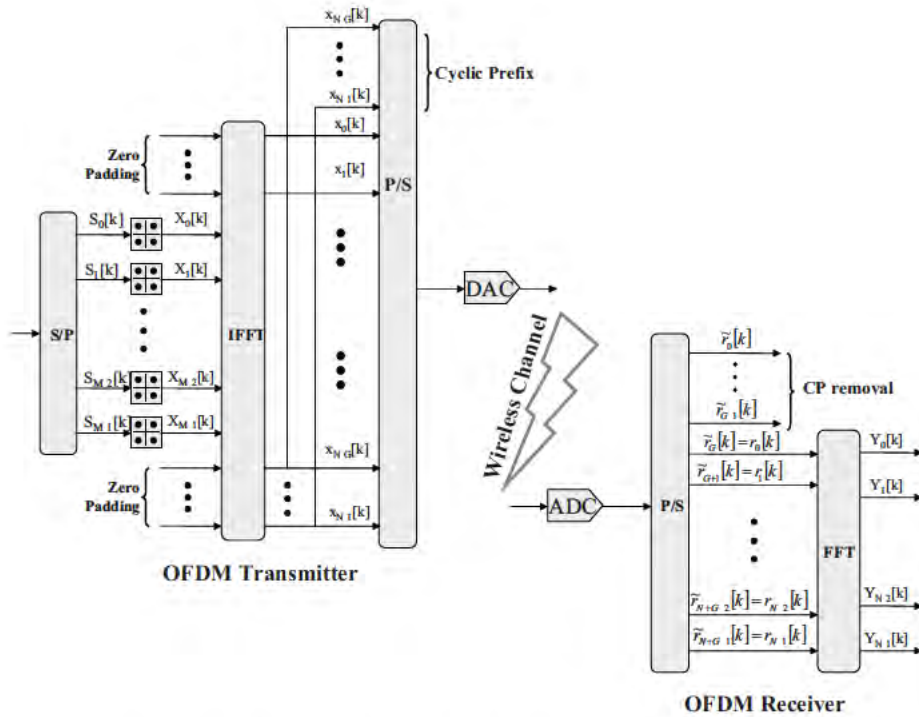 x_{N G}[k]
Cyclic Prefix
x_{N 1}[k]
x_0[k]
Zero
Padding
x_1[k]
P/S
S_0[k]
X_0[k]
S_1[k]
X_1[k]
S/P
IFFT
DAC
S_{M 2}[k]
X_{M 2}[k]
S_{M 1}[k]
X_{M 1}[k]
x_{N G}[k]
Zero
Padding
x_{N 1}[k]
OFDM Transmitter
Wireless Channel
ADC
P/S
r̃_0[k]
CP removal
r̃_{G 1}[k]
r̃_G[k]=r_0[k]
Y_0[k]
r̃_{G+1}[k]=r_1[k]
Y_1[k]
FFT
r̃_{N+G 2}[k]=r_{N 2}[k]
Y_{N 2}[k]
r̃_{N+G 1}[k]=r_{N 1}[k]
Y_{N 1}[k]
OFDM Receiver